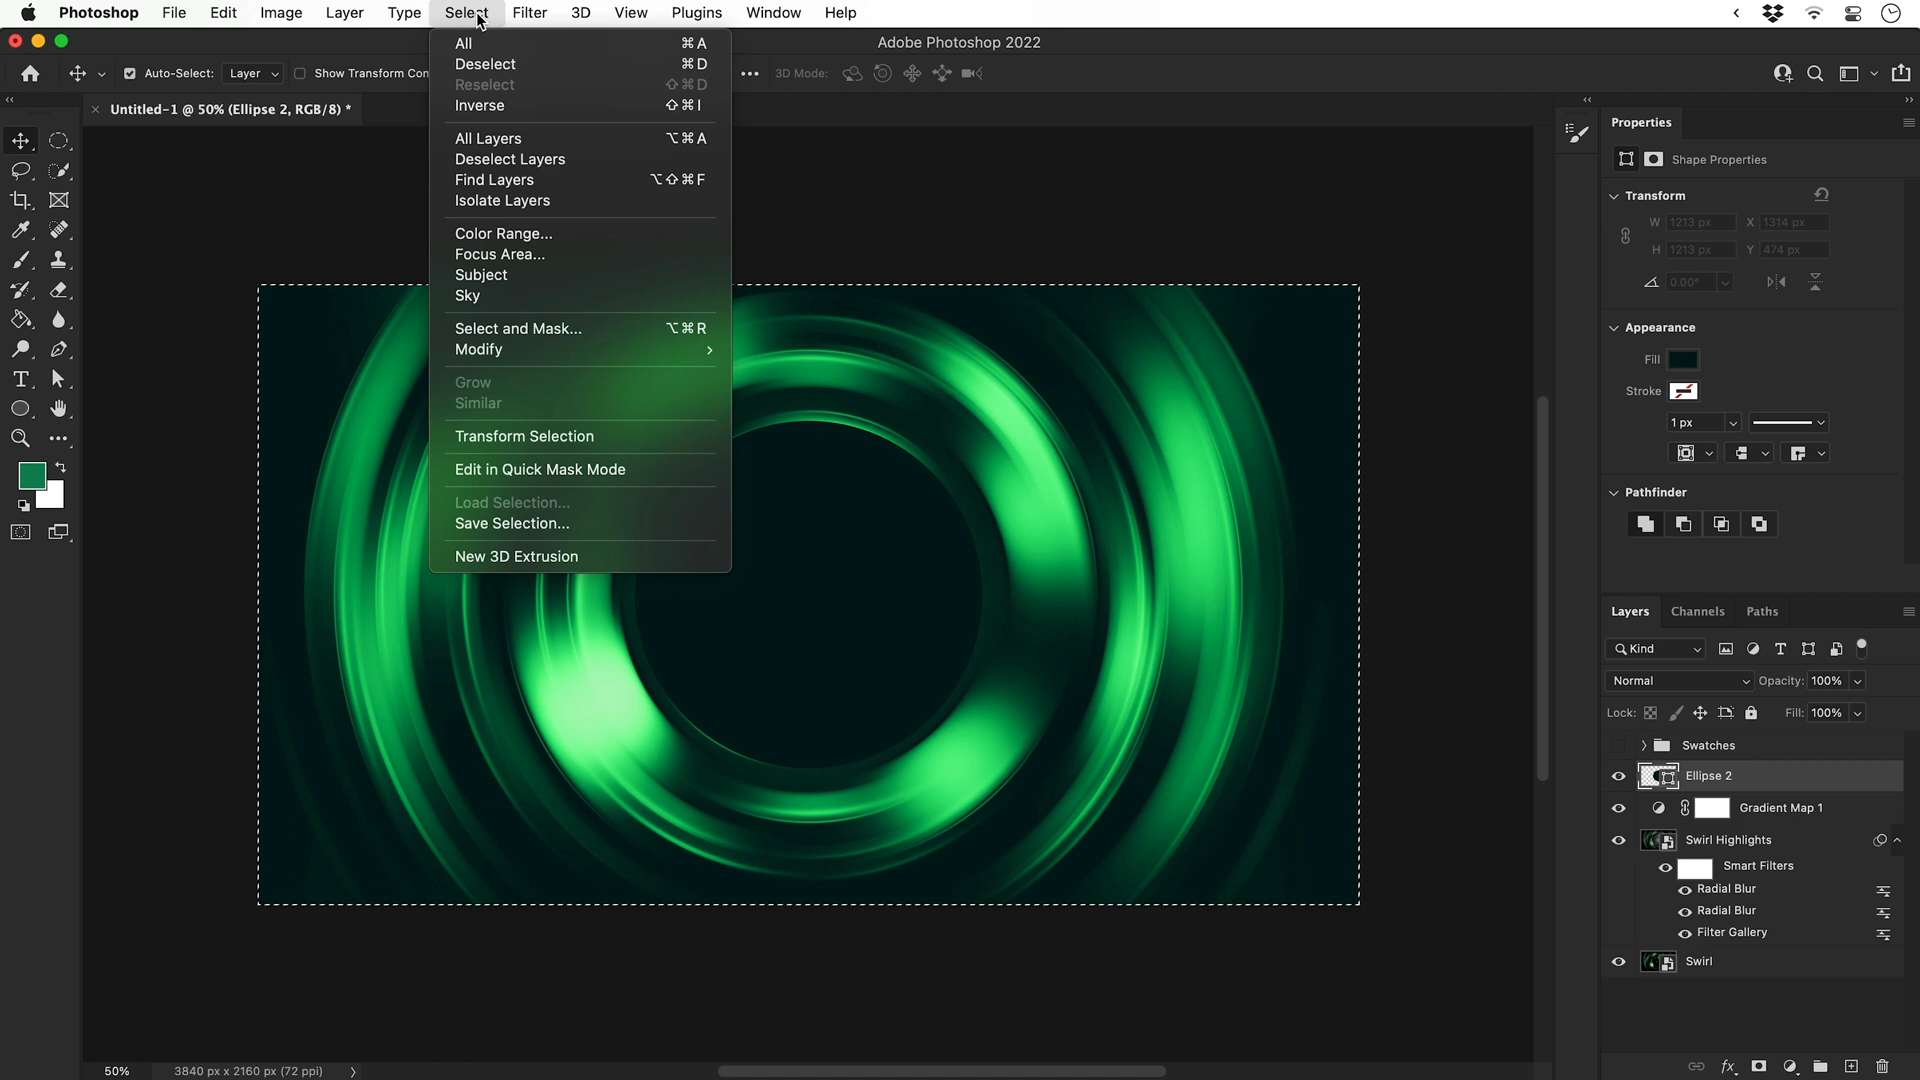 Photoshop File Edit Image Layer Type Select Filter 3D View Plugins Window Help
Adobe Photoshop 2022
Auto-Select: Layer Show Transform Con 3D Mode:
Untitled-1 @ 50% (Ellipse 2, RGB/8) *
All ⌘A
Deselect ⌘D
Reselect ⇧⌘D
Inverse ⇧⌘I
All Layers ⌥⌘A
Deselect Layers
Find Layers ⌥⇧⌘F
Isolate Layers
Color Range...
Focus Area...
Subject
Sky
Select and Mask... ⌥⌘R
Modify
Grow
Similar
Transform Selection
Edit in Quick Mask Mode
Load Selection...
Save Selection...
New 3D Extrusion
Properties
Shape Properties
Transform
W 1213 px X 1314 px
H 1213 px Y 474 px
0.00°
Appearance
Fill
Stroke
1 px
Pathfinder
Layers Channels Paths
Kind
Normal Opacity: 100%
Lock: Fill: 100%
Swatches
Ellipse 2
Gradient Map 1
Swirl Highlights
Smart Filters
Radial Blur
Radial Blur
Filter Gallery
Swirl
50% 3840 px x 2160 px (72 ppi)